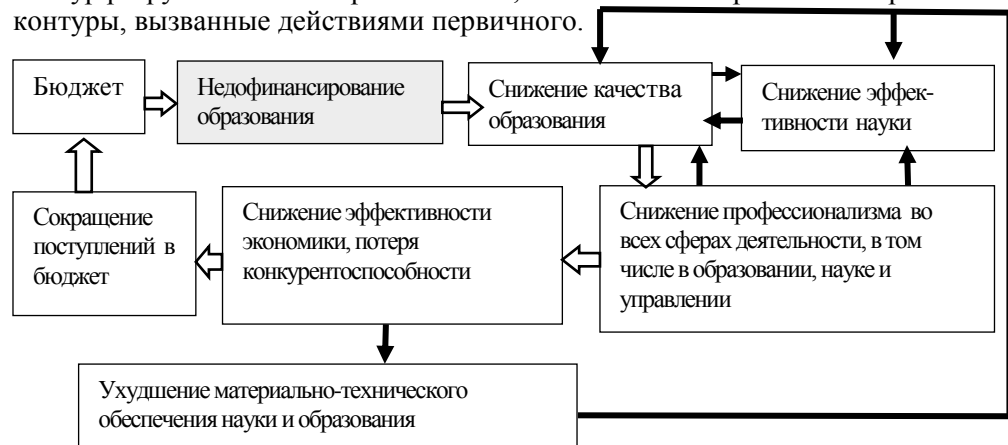 контуры, вызванные действиями первичного.
Бюджет
Недофинансирование
образования
Снижение качества
образования
Снижение эффек-
тивности науки
Сокращение
поступлений в
бюджет
Снижение эффективности
экономики, потеря
конкурентоспособности
Снижение профессионализма во
всех сферах деятельности, в том
числе в образовании, науке и
управлении
Ухудшение материально-технического
обеспечения науки и образования